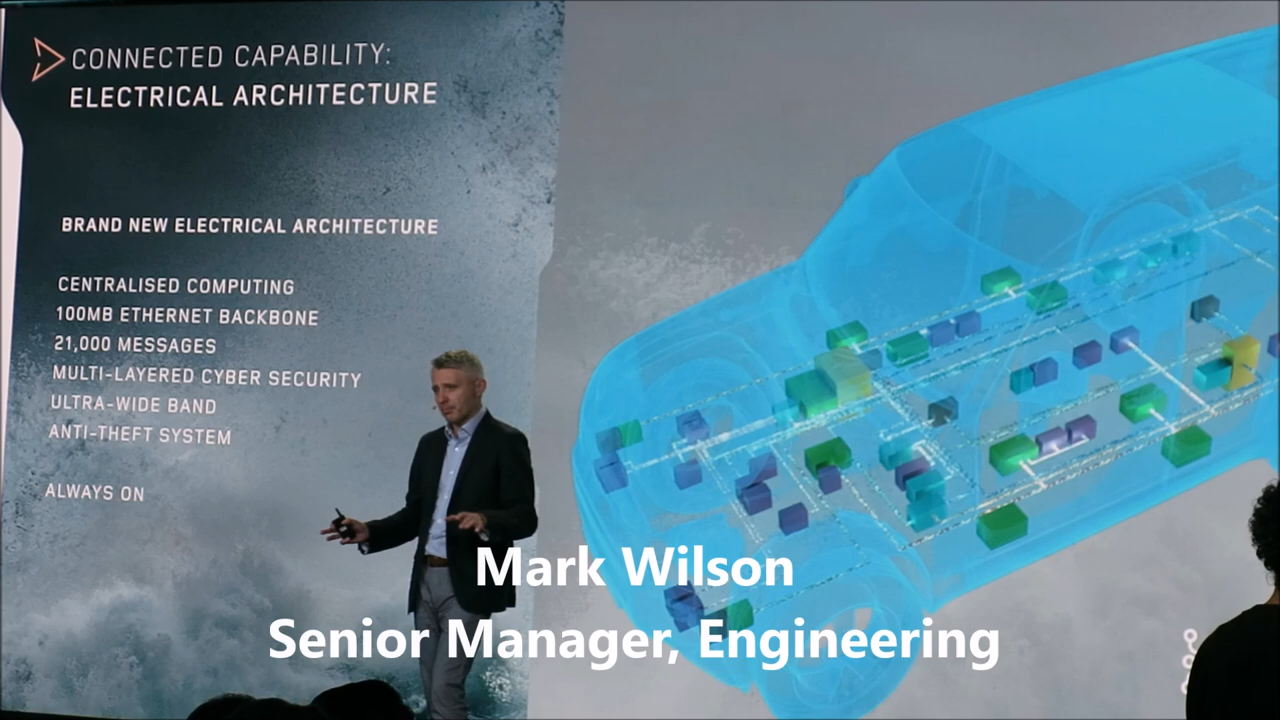 CONNECTED CAPABILITY:
ELECTRICAL ARCHITECTURE
BRAND NEW ELECTRICAL ARCHITECTURE
CENTRALISED COMPUTING
100MB ETHERNET BACKBONE
21,000 MESSAGES
MULTI-LAYERED CYBER SECURITY
ULTRA-WIDE BAND
ANTI-THEFT SYSTEM
ALWAYS ON
Mark Wilson
Senior Manager, Engineering